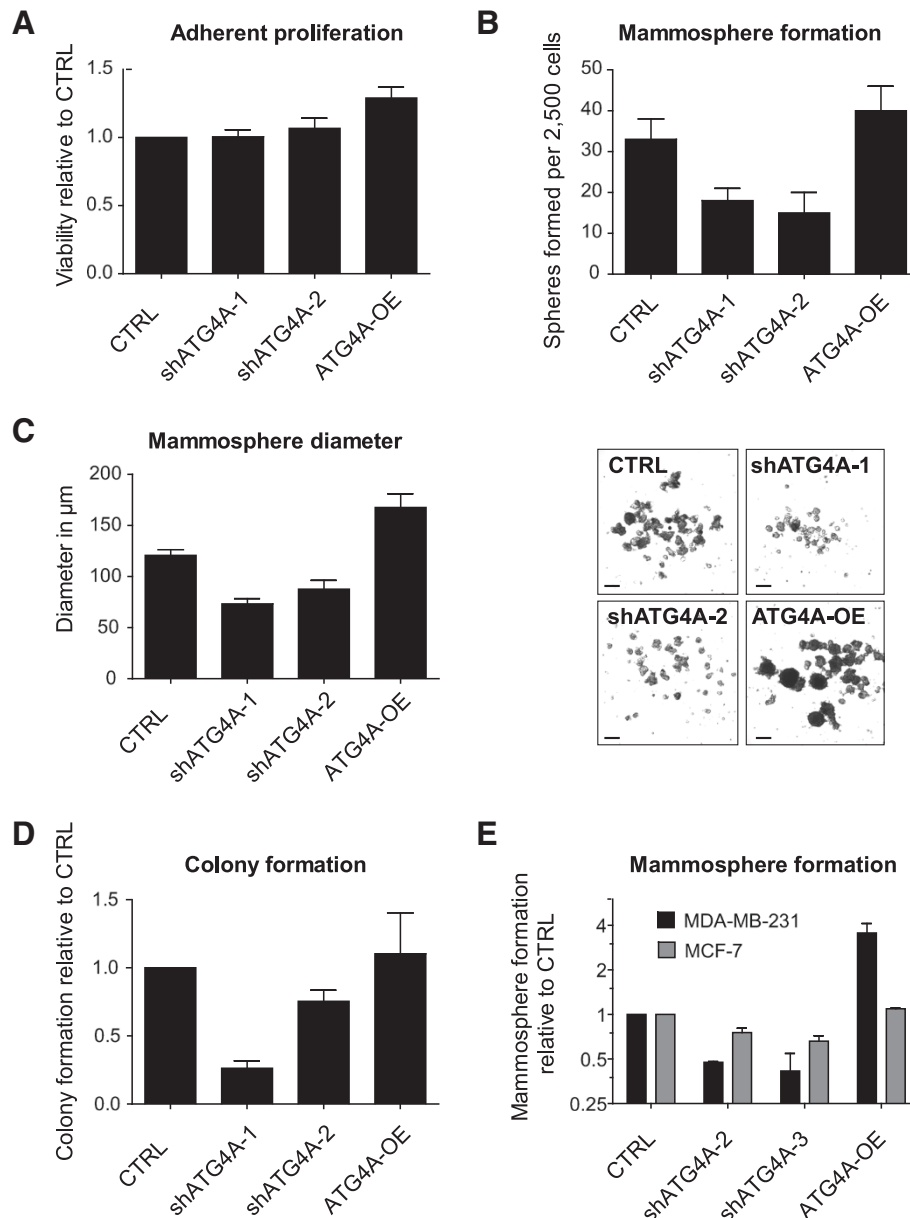 A
Adherent proliferation
Viability relative to CTRL
1.5
1.0
0.5
0.0
CTRL
shATG4A-1
shATG4A-2
ATG4A-OE
B
Mammosphere formation
Spheres formed per 2,500 cells
50
40
30
20
10
0
CTRL
shATG4A-1
shATG4A-2
ATG4A-OE
C
Mammosphere diameter
Diameter in µm
200
150
100
50
0
CTRL
shATG4A-1
shATG4A-2
ATG4A-OE
CTRL
shATG4A-1
shATG4A-2
ATG4A-OE
D
Colony formation
Colony formation relative to CTRL
1.5
1.0
0.5
0.0
CTRL
shATG4A-1
shATG4A-2
ATG4A-OE
E
Mammosphere formation
Mammosphere formation
relative to CTRL
4
2
1
0.5
0.25
MDA-MB-231
MCF-7
CTRL
shATG4A-2
shATG4A-3
ATG4A-OE